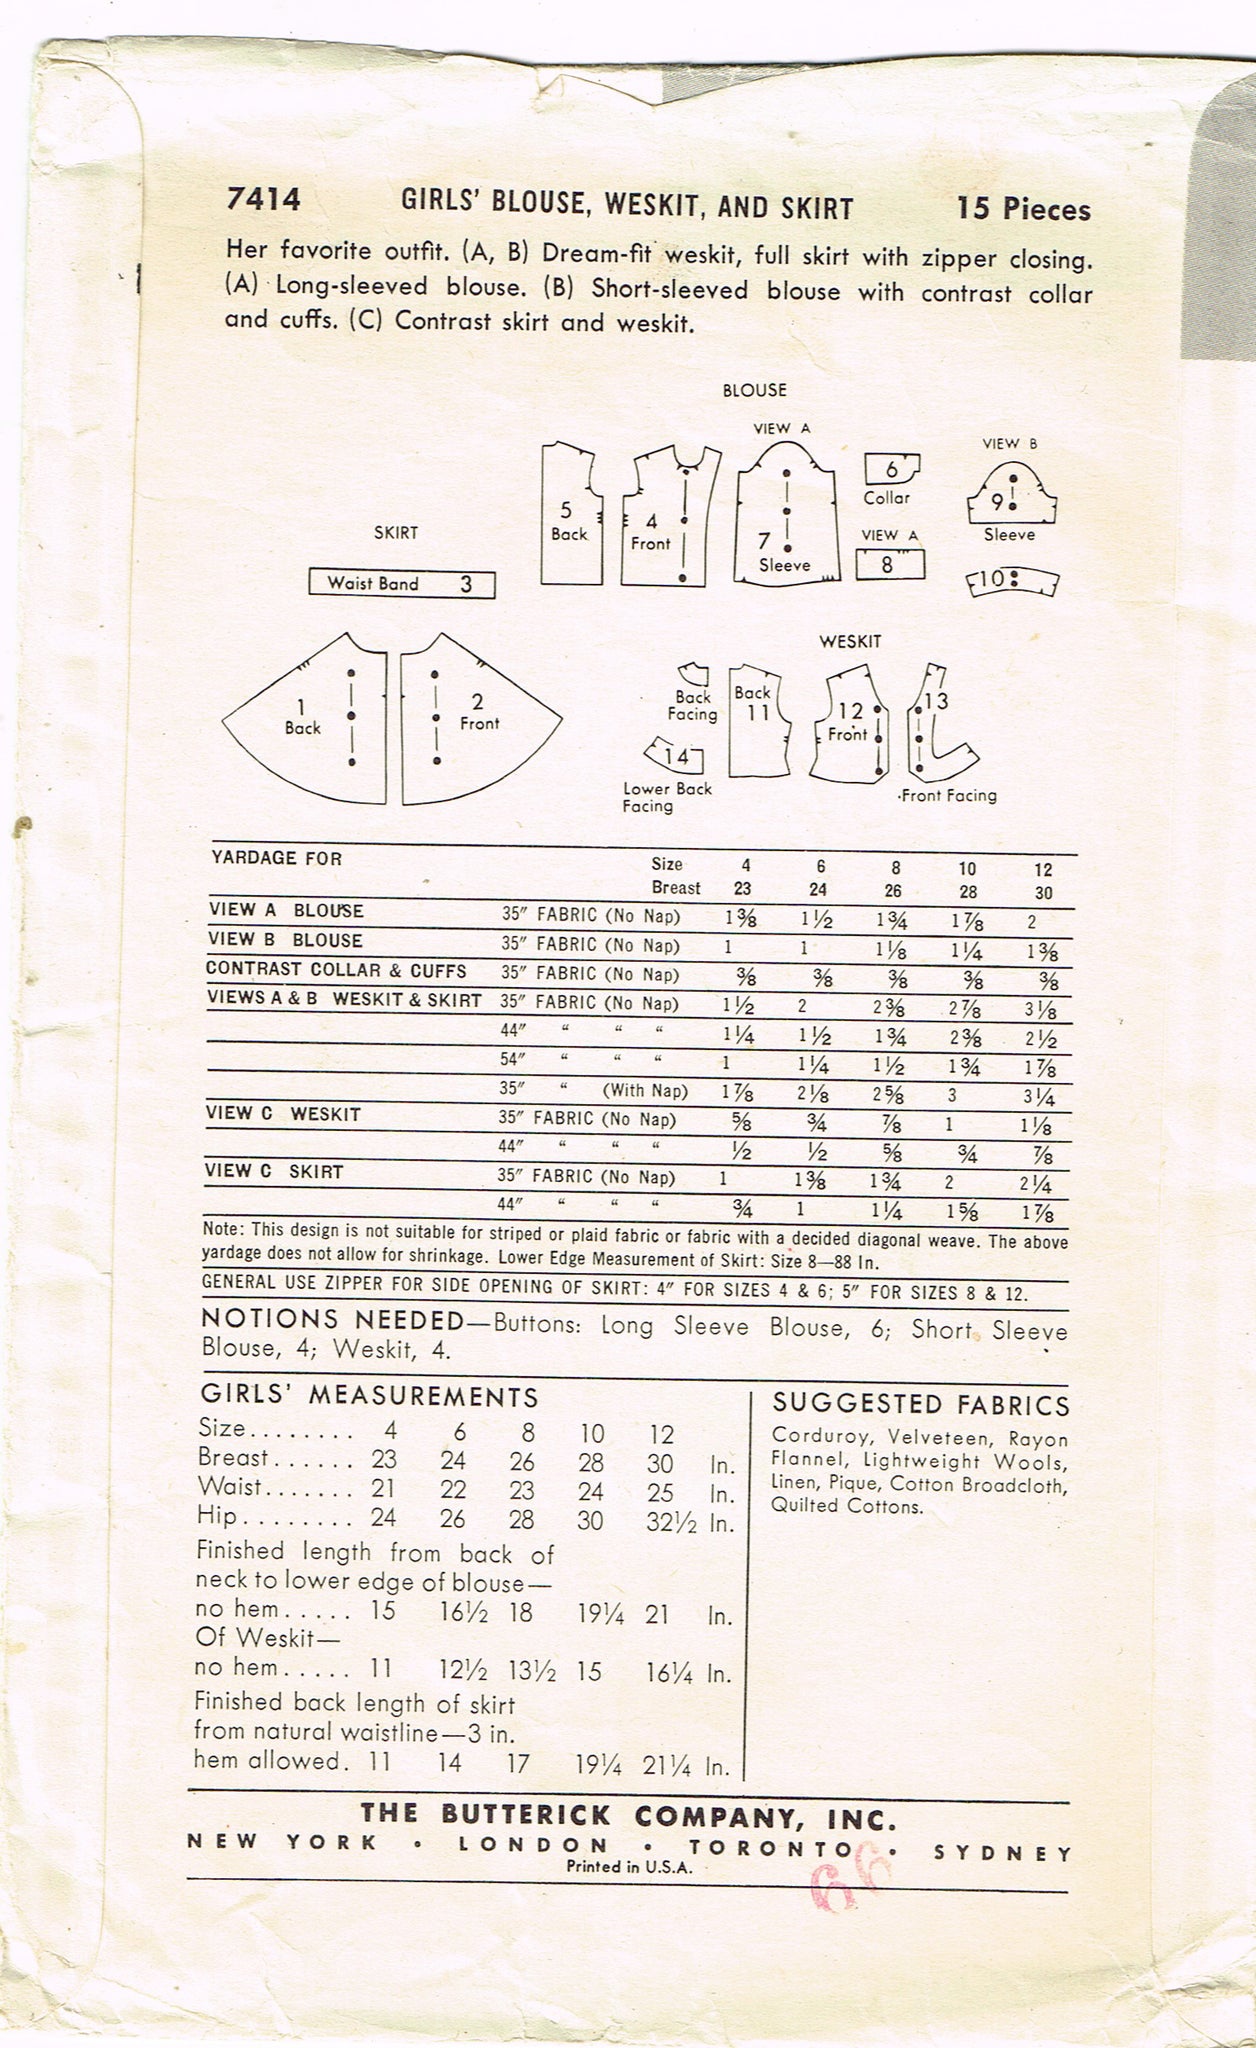 7414 GIRLS' BLOUSE, WESKIT, AND SKIRT 15 Pieces
Her favorite outfit. (A, B) Dream-fit weskit, full skirt with zipper closing.
(A) Long-sleeved blouse. (B) Short-sleeved blouse with contrast collar
and cuffs. (C) Contrast skirt and weskit.
BLOUSE
VIEW A
VIEW B
5
Back
4
Front
7
Sleeve
6
Collar
VIEW A
8
9
Sleeve
10
SKIRT
Waist Band 3
1
Back
2
Front
WESKIT
Back
Facing
Back
11
12
Front
13
14
Lower Back
Facing
Front Facing
YARDAGE FOR Size 4 6 8 10 12
Breast 23 24 26 28 30
VIEW A BLOUSE 35" FABRIC (No Nap) 1⅜ 1½ 1¾ 1⅞ 2
VIEW B BLOUSE 35" FABRIC (No Nap) 1 1 1⅛ 1¼ 1⅜
CONTRAST COLLAR & CUFFS 35" FABRIC (No Nap) ⅜ ⅜ ⅜ ⅜ ⅜
VIEWS A & B WESKIT & SKIRT 35" FABRIC (No Nap) 1½ 2 2⅜ 2⅞ 3⅛
44" " " " 1¼ 1½ 1¾ 2⅜ 2½
54" " " " 1 1¼ 1½ 1¾ 1⅞
35" " (With Nap) 1⅞ 2⅛ 2⅝ 3 3¼
VIEW C WESKIT 35" FABRIC (No Nap) ⅝ ¾ ⅞ 1 1⅛
44" " " " ½ ½ ⅝ ¾ ⅞
VIEW C SKIRT 35" FABRIC (No Nap) 1 1⅜ 1¾ 2 2¼
44" " " " ¾ 1 1¼ 1⅝ 1⅞
Note: This design is not suitable for striped or plaid fabric or fabric with a decided diagonal weave. The above
yardage does not allow for shrinkage. Lower Edge Measurement of Skirt: Size 8—88 In.
GENERAL USE ZIPPER FOR SIDE OPENING OF SKIRT: 4" FOR SIZES 4 & 6; 5" FOR SIZES 8 & 12.
NOTIONS NEEDED—Buttons: Long Sleeve Blouse, 6; Short Sleeve
Blouse, 4; Weskit, 4.
GIRLS' MEASUREMENTS
Size........ 4 6 8 10 12
Breast...... 23 24 26 28 30 In.
Waist....... 21 22 23 24 25 In.
Hip........ 24 26 28 30 32½ In.
Finished length from back of
neck to lower edge of blouse—
no hem..... 15 16½ 18 19¼ 21 In.
Of Weskit—
no hem..... 11 12½ 13½ 15 16¼ In.
Finished back length of skirt
from natural waistline—3 in.
hem allowed. 11 14 17 19¼ 21¼ In.
SUGGESTED FABRICS
Corduroy, Velveteen, Rayon
Flannel, Lightweight Wools,
Linen, Pique, Cotton Broadcloth,
Quilted Cottons.
THE BUTTERICK COMPANY, INC.
NEW YORK • LONDON • TORONTO • SYDNEY
Printed in U.S.A.